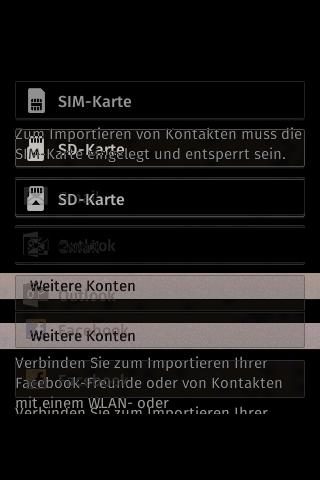 SIM-Karte
Zum Importieren von Kontakten muss die
SD-Karte
SIM-Karte eingelegt und entsperrt sein.
SD-Karte
Outlook
Weitere Konten
Outlook
Facebook
Weitere Konten
Verbinden Sie zum Importieren Ihrer
Facebook
Facebook-Freunde oder von Kontakten
mit einem WLAN- oder
Verbinden Sie zum Importieren Ihrer